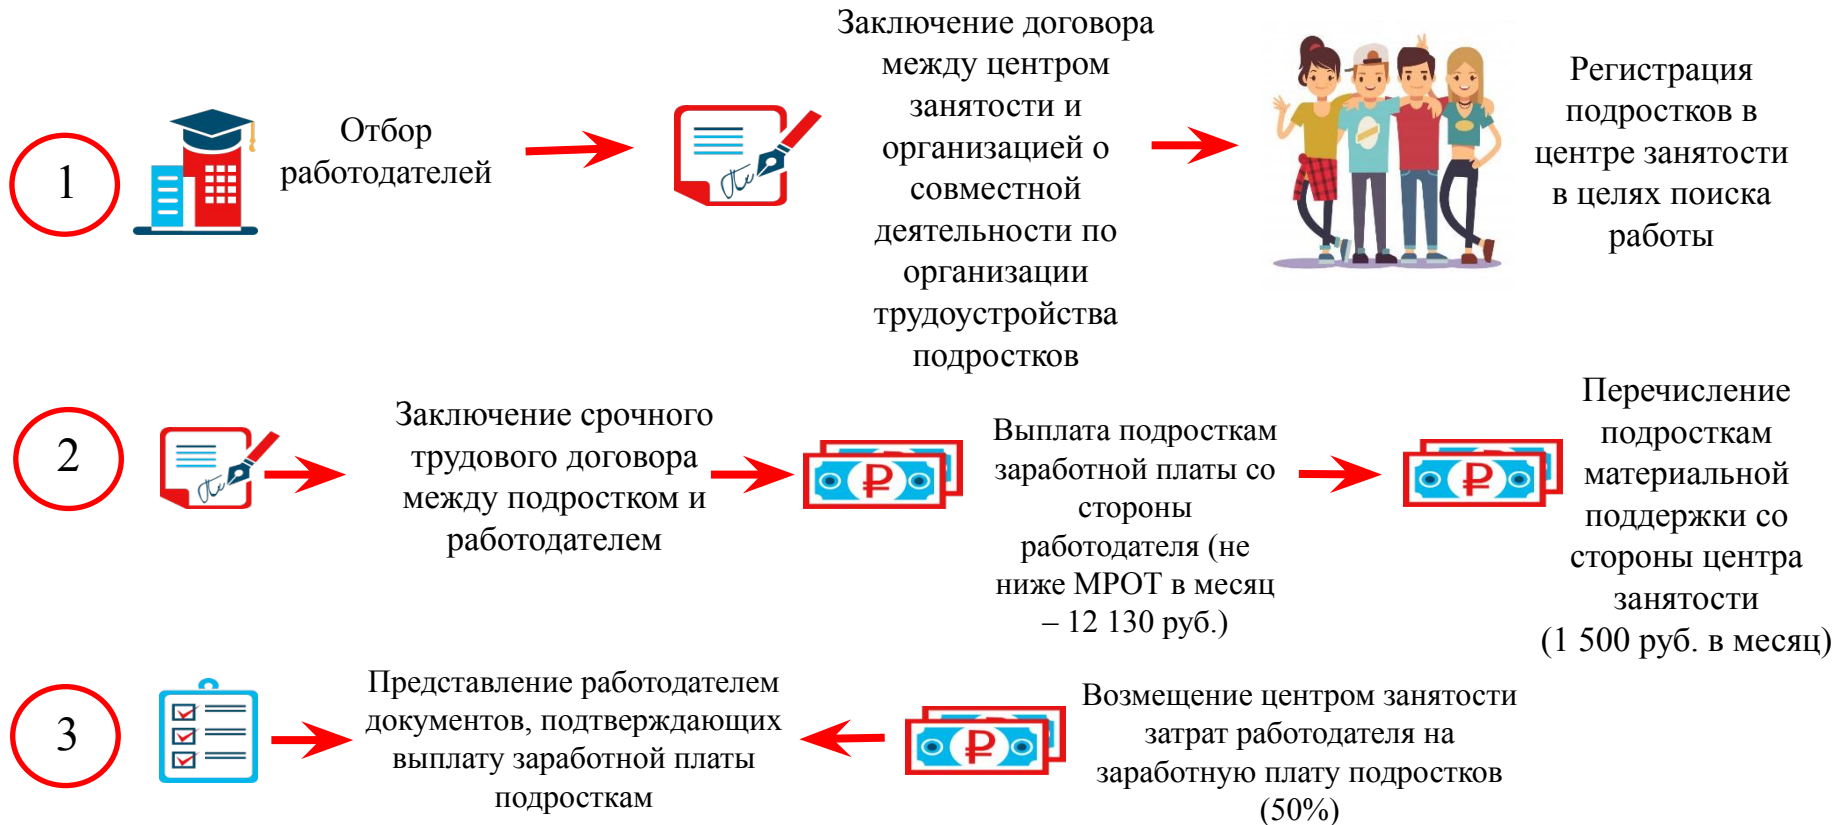 1
Отбор
работодателей
Заключение договора
между центром
занятости и
организацией о
совместной
деятельности по
организации
трудоустройства
подростков
Регистрация
подростков в
центре занятости
в целях поиска
работы
2
Заключение срочного
трудового договора
между подростком и
работодателем
Выплата подросткам
заработной платы со
стороны
работодателя (не
ниже МРОТ в месяц
– 12 130 руб.)
Перечисление
подросткам
материальной
поддержки со
стороны центра
занятости
(1 500 руб. в месяц)
3
Представление работодателем
документов, подтверждающих
выплату заработной платы
подросткам
Возмещение центром занятости
затрат работодателя на
заработную плату подростков
(50%)